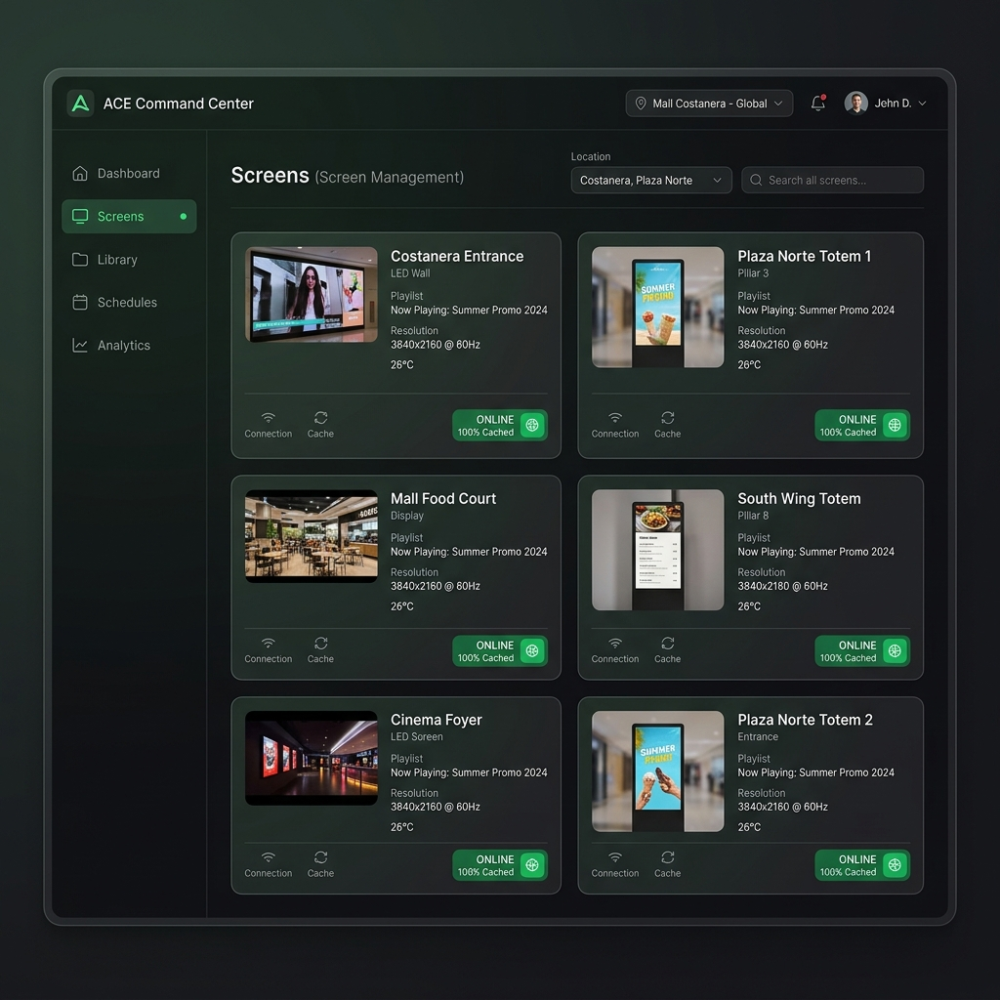 ACE Command Center
Mall Costanera - Global
Jehn D.
Dashboard
Screens
Library
Schedules
Analytics
Screens (Screen Management)
Location
Costanera, Plaza Norte
Search all screens...
Costanera Entrance
LED Wall
Playlist
Now Playing: Summer Promo 2024
Resolution
3840x2160 @ 60Hz
26°C
Connection
Cache
ONLINE
100% Cached
Plaza Norte Totem 1
Pillar 3
Playlist
Now Playing: Summer Promo 2024
Resolution
3840x2160 @ 60Hz
26°C
Connection
Cache
ONLINE
100% Cached
SOMMER
Mall Food Court
Display
Playlist
Now Playing: Summer Promo 2024
Resolution
3840x2160 @ 60Hz
26°C
Connection
Cache
ONLINE
100% Cached
South Wing Totem
Pillar 8
Playlist
Now Playing: Summer Promo 2024
Resolution
3840x2180 @ 60Hz
26°C
Connection
Cache
ONLINE
100% Cached
Cinema Foyer
LED Soreen
Playlist
Now Playing: Summer Promo 2024
Resolution
3840x2160 @ 60Hz
26°C
Connection
Cache
ONLINE
100% Cached
Plaza Norte Totem 2
Entrance
Playlist
Now Playing: Summer Promo 2024
Resolution
3840x2160 @ 60Hz
26°C
Connection
Cache
ONLINE
100% Cached
SUMMER